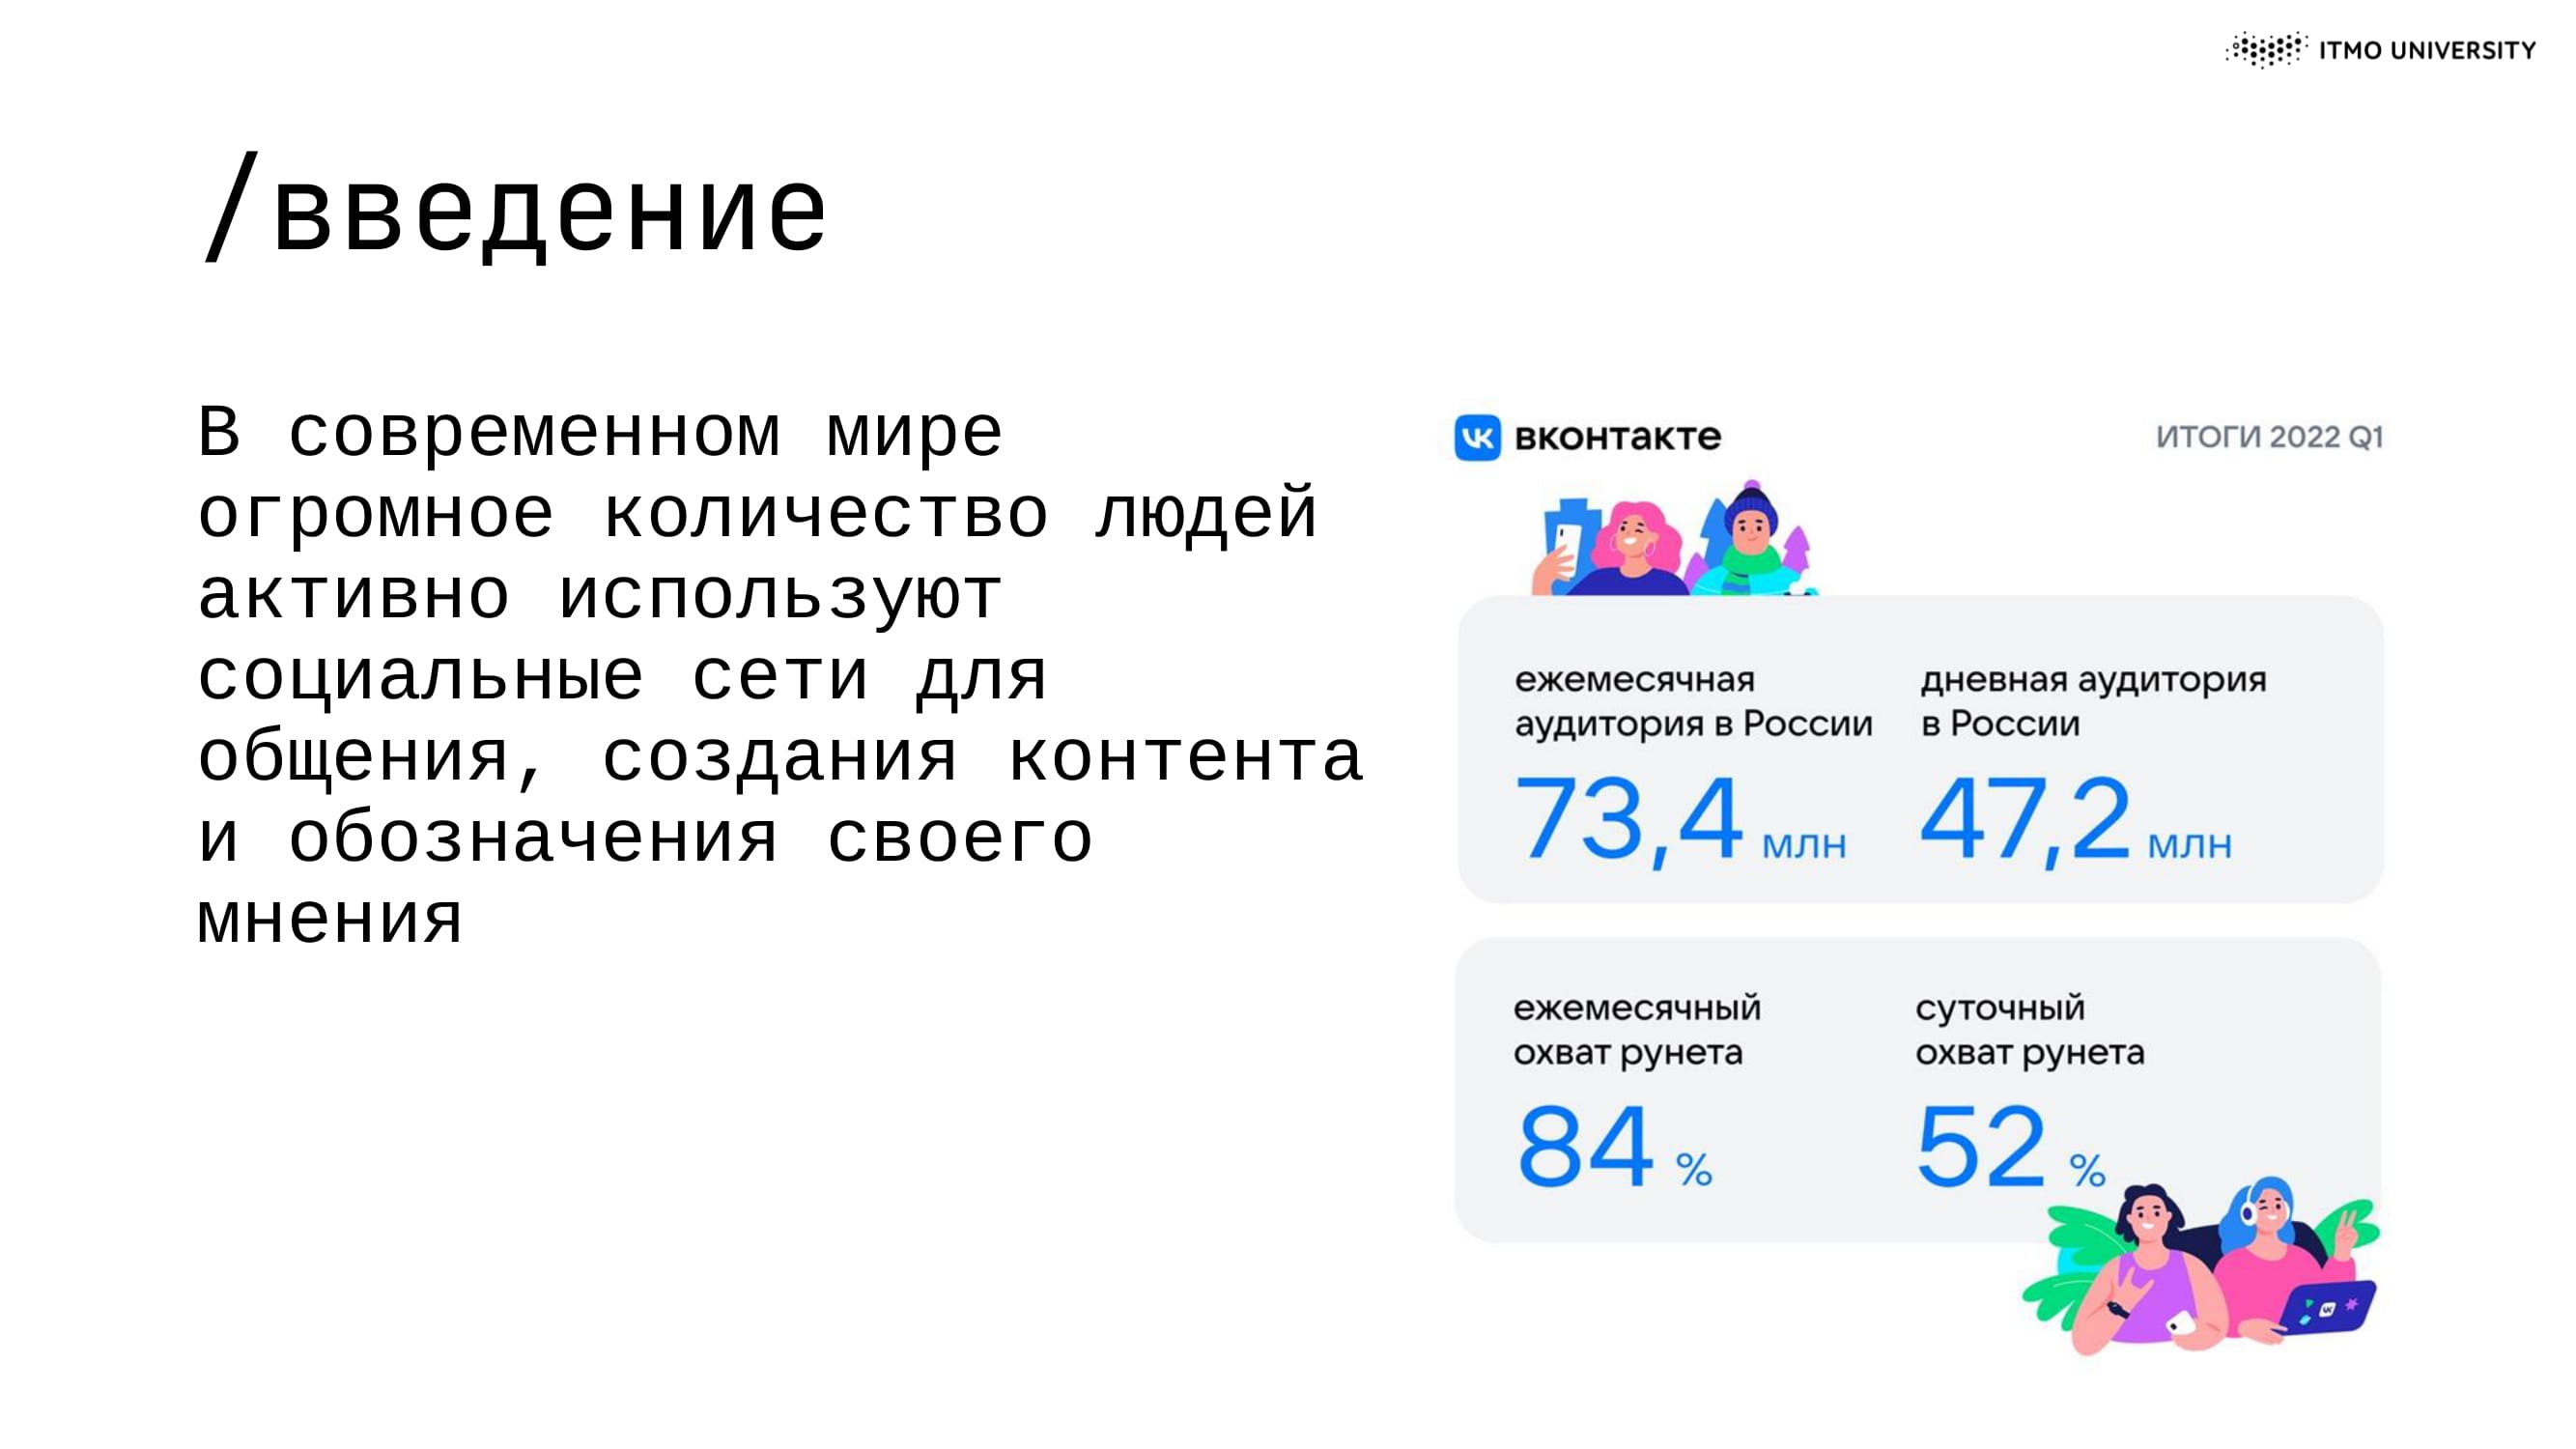 ITMO UNIVERSITY
/введение
В современном мире
огромное количество людей
активно используют
социальные сети для
общения, создания контента
и обозначения своего
мнения
вконтакте
ИТОГИ 2022 Q1
ежемесячная
аудитория в России
73,4 млн
дневная аудитория
в России
47,2 млн
ежемесячный
охват рунета
84 %
суточный
охват рунета
52 %